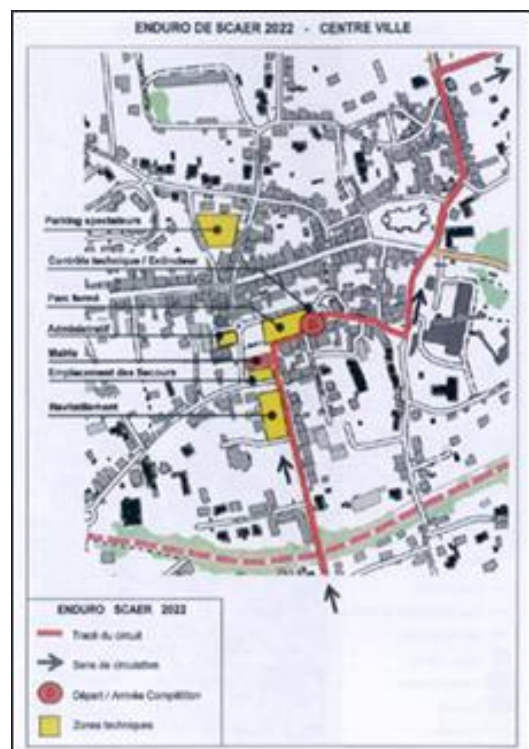 ENDURO DE SCAER 2022 - CENTRE VILLE
Parking spectateurs
Contrôle technique / Extincteur
Parc fermé
Administratif
Mairie
Emplacement des Secours
Ravitaillement
ENDURO SCAER 2022
Tracé du circuit
Sens de circulation
Départ / Arrivée Compétition
Zones techniques